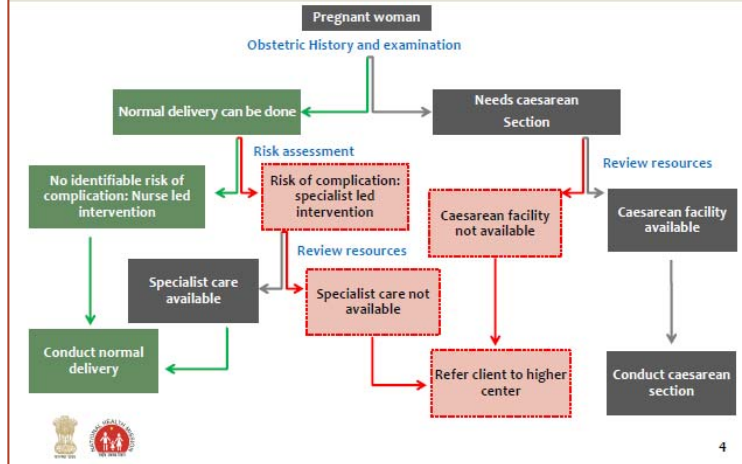 Pregnant woman
Obstetric History and examination
Normal delivery can be done
Needs caesarean
Section
Risk assessment
Review resources
No identifiable risk of
complication: Nurse led
intervention
Risk of complication:
specialist led
intervention
Caesarean facility
not available
Caesarean facility
available
Review resources
Specialist care
available
Specialist care not
available
Conduct normal
delivery
Refer client to higher
center
Conduct caesarean
section
NATIONAL HEALTH MISSION
4